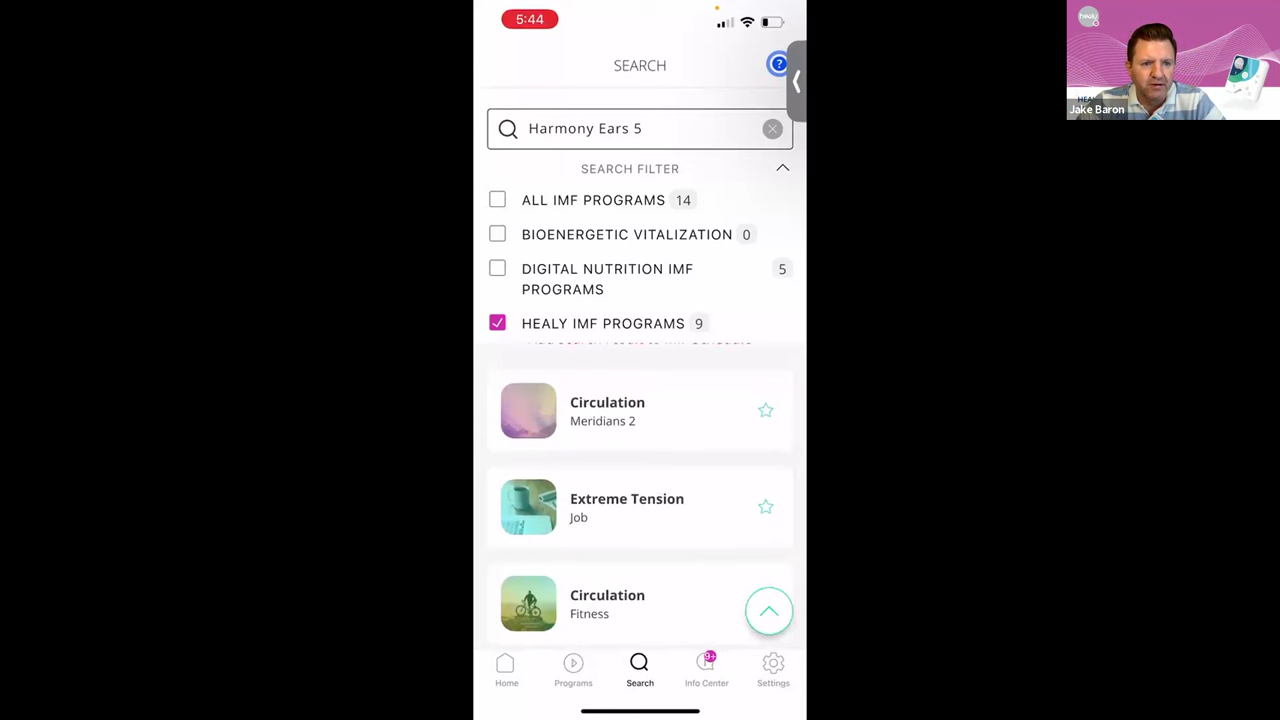 5:44
SEARCH
?
Harmony Ears 5
SEARCH FILTER
ALL IMF PROGRAMS 14
BIOENERGETIC VITALIZATION 0
DIGITAL NUTRITION IMF 5
PROGRAMS
HEALY IMF PROGRAMS 9
Circulation
Meridians 2
Extreme Tension
Job
Circulation
Fitness
9+
Home
Programs
Search
Info Center
Settings
healy
Jake Baron